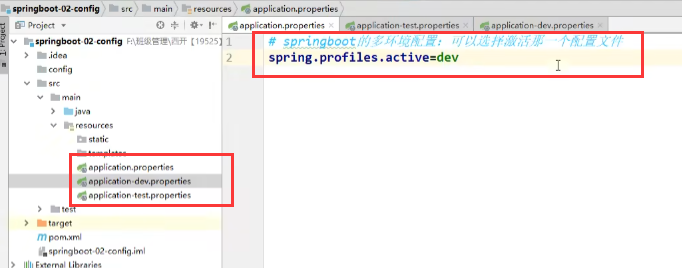 springboot-02-config src main resources application.properties
Project
application.properties application-test.properties application-dev.properties
1: Project
springboot-02-config F:\班级管理\西开【19525】
.idea
config
src
main
java
resources
static
templates
application.properties
application-dev.properties
application-test.properties
test
target
pom.xml
springboot-02-config.iml
External Libraries
1 # springboot的多环境配置：可以选择激活那一个配置文件
2 spring.profiles.active=dev